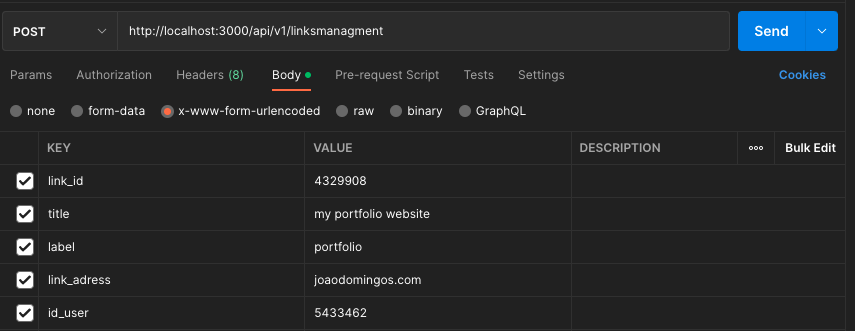 POST http://localhost:3000/api/v1/linksmanagment Send
Params Authorization Headers (8) Body Pre-request Script Tests Settings Cookies
none form-data x-www-form-urlencoded raw binary GraphQL
KEY VALUE DESCRIPTION Bulk Edit
link_id 4329908
title my portfolio website
label portfolio
link_adress joaodomingos.com
id_user 5433462